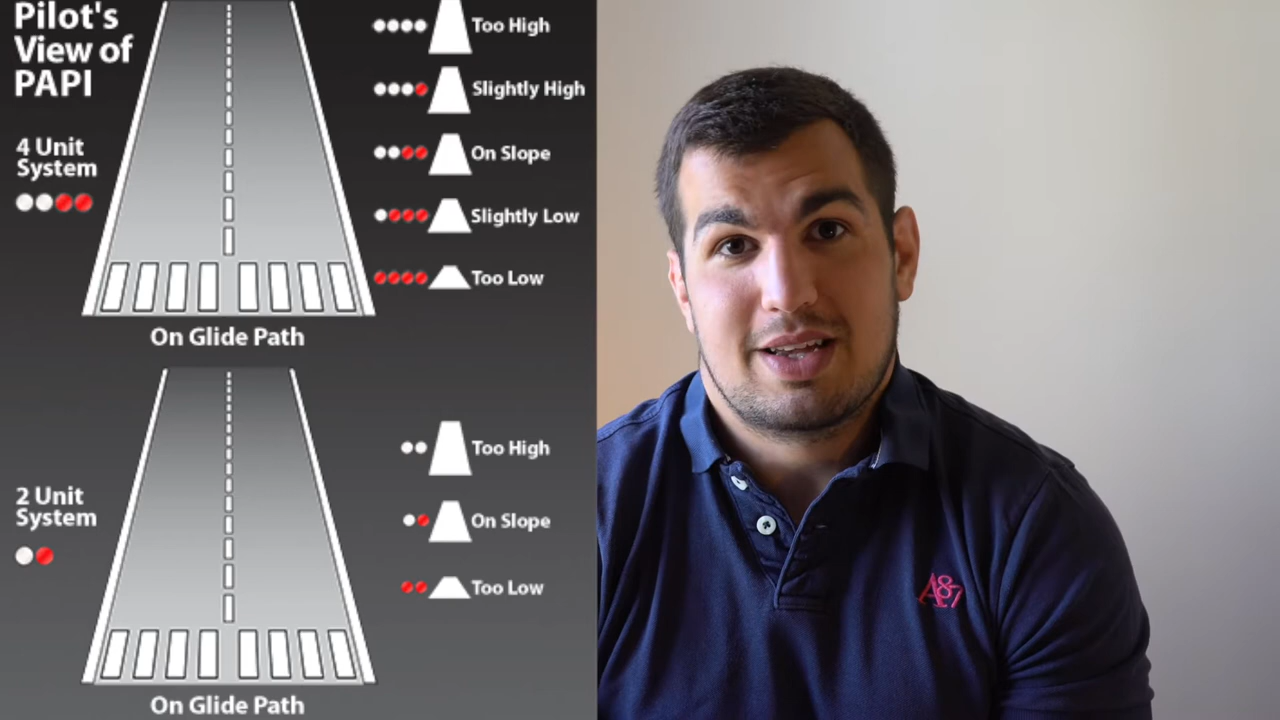 Pilot's
View of
PAPI
4 Unit
System
Too High
Slightly High
On Slope
Slightly Low
Too Low
On Glide Path
2 Unit
System
Too High
On Slope
Too Low
On Glide Path
A87